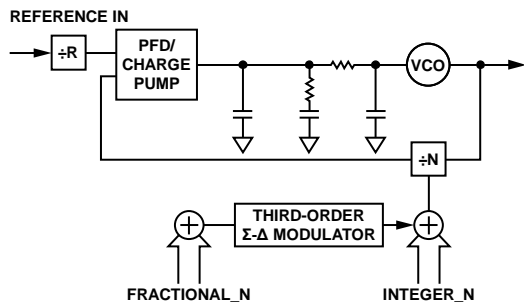 REFERENCE IN
÷R
PFD/
CHARGE
PUMP
VCO
÷N
+
THIRD-ORDER
Σ-Δ MODULATOR
+
FRACTIONAL_N
INTEGER_N